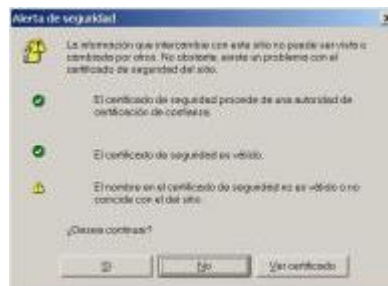 Alerta de seguridad
La información que intercambie con este sitio no puede ser vista o
cambiada por otros. No obstante, existe un problema con el
certificado de seguridad del sitio.
El certificado de seguridad procede de una autoridad de
certificación de confianza.
El certificado de seguridad es válido.
El nombre en el certificado de seguridad no es válido o no
coincide con el del sitio.
¿Desea continuar?
Sí
No
Ver certificado